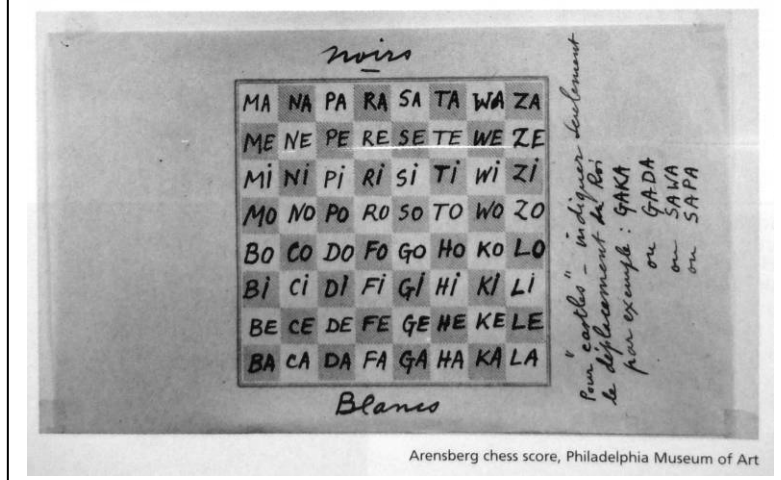 noirs
MA NA PA RA SA TA WA ZA
ME NE PE RE SE TE WE ZE
Mi Ni Pi Ri Si Ti Wi Zi
MO NO PO RO SO TO WO ZO
BO CO DO FO GO HO KO LO
Bi Ci Di Fi Gi Hi Ki Li
BE CE DE FE GE HE KE LE
BA CA DA FA GA HA KA LA
Blancs
Pour "castles" - indiquer seulement
le déplacement du Roi
par exemple : GAKA
ou GADA
ou SAWA
ou SAPA
Arensberg chess score, Philadelphia Museum of Art